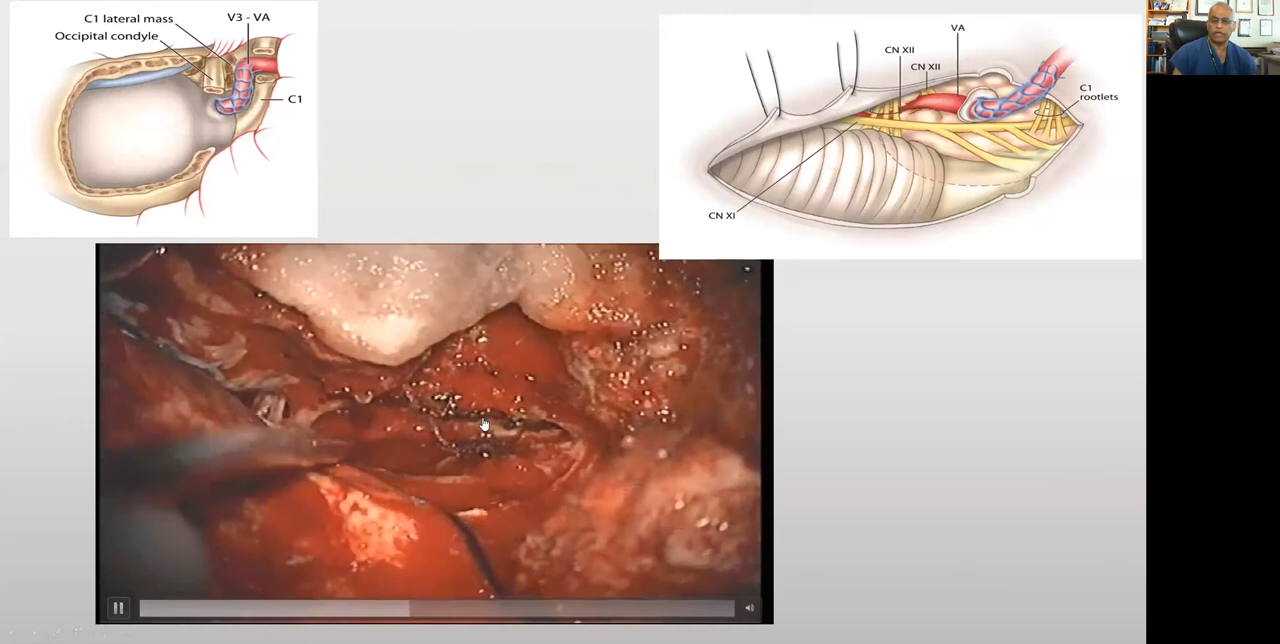 C1 lateral mass
V3 - VA
Occipital condyle
C1
VA
CN XII
CN XII
C1
rootlets
CN XI